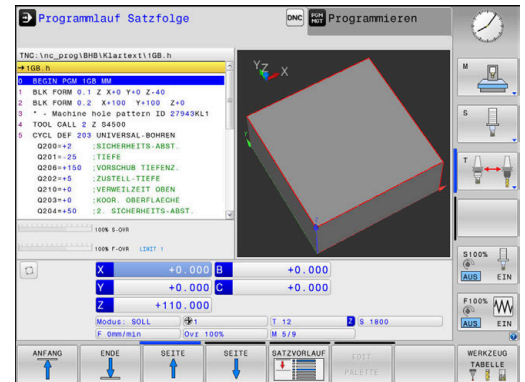 Programmlauf Satzfolge
DNC
PGM MGT
Programmieren
TNC:\nc_prog\BHB\Klartext\1GB.h
→1GB.h
0 BEGIN PGM 1GB MM
1 BLK FORM 0.1 Z X+0 Y+0 Z-40
2 BLK FORM 0.2 X+100 Y+100 Z+0
3 * - Machine hole pattern ID 27943KL1
4 TOOL CALL 2 Z S4500
5 CYCL DEF 203 UNIVERSAL-BOHREN
Q200=+2 ;SICHERHEITS-ABST.
Q201=-25 ;TIEFE
Q206=+150 ;VORSCHUB TIEFENZ.
Q202=+5 ;ZUSTELL-TIEFE
Q210=+0 ;VERWEILZEIT OBEN
Q203=+0 ;KOOR. OBERFLAECHE
Q204=+50 ;2. SICHERHEITS-ABST.
100% S-OVR
100% F-OVR LIMIT 1
Y Z X
Y
Z
X +0.000 B +0.000
Y +0.000 C +0.000
Z +110.000
Modus: SOLL 1 T 12 Z S 1800
F 0mm/min Ovr 100% M 5/9
ANFANG
ENDE
SEITE
SEITE
SATZVORLAUF
EDIT PALETTE
WERKZEUG TABELLE
M
S
T
S100%
AUS EIN
F100%
AUS EIN